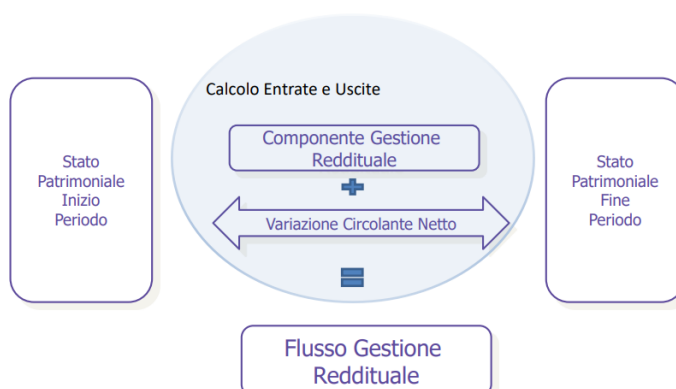 Calcolo Entrate e Uscite
Stato
Patrimoniale
Inizio
Periodo
Componente Gestione
Reddituale
Variazione Circolante Netto
Stato
Patrimoniale
Fine
Periodo
Flusso Gestione
Reddituale